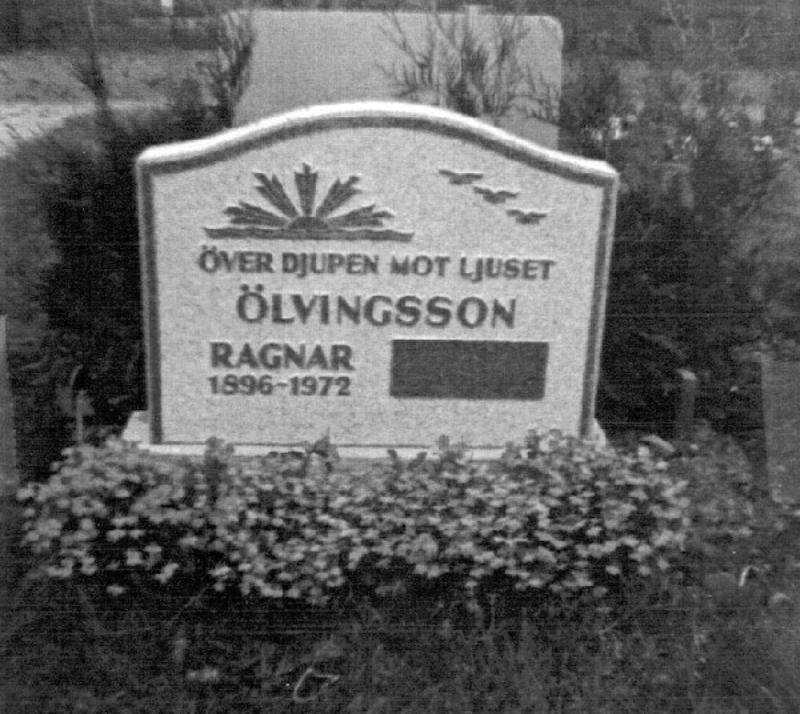 ÖVER DJUPEN MOT LJUSET
ÖLVINGSSON
RAGNAR
1896-1972